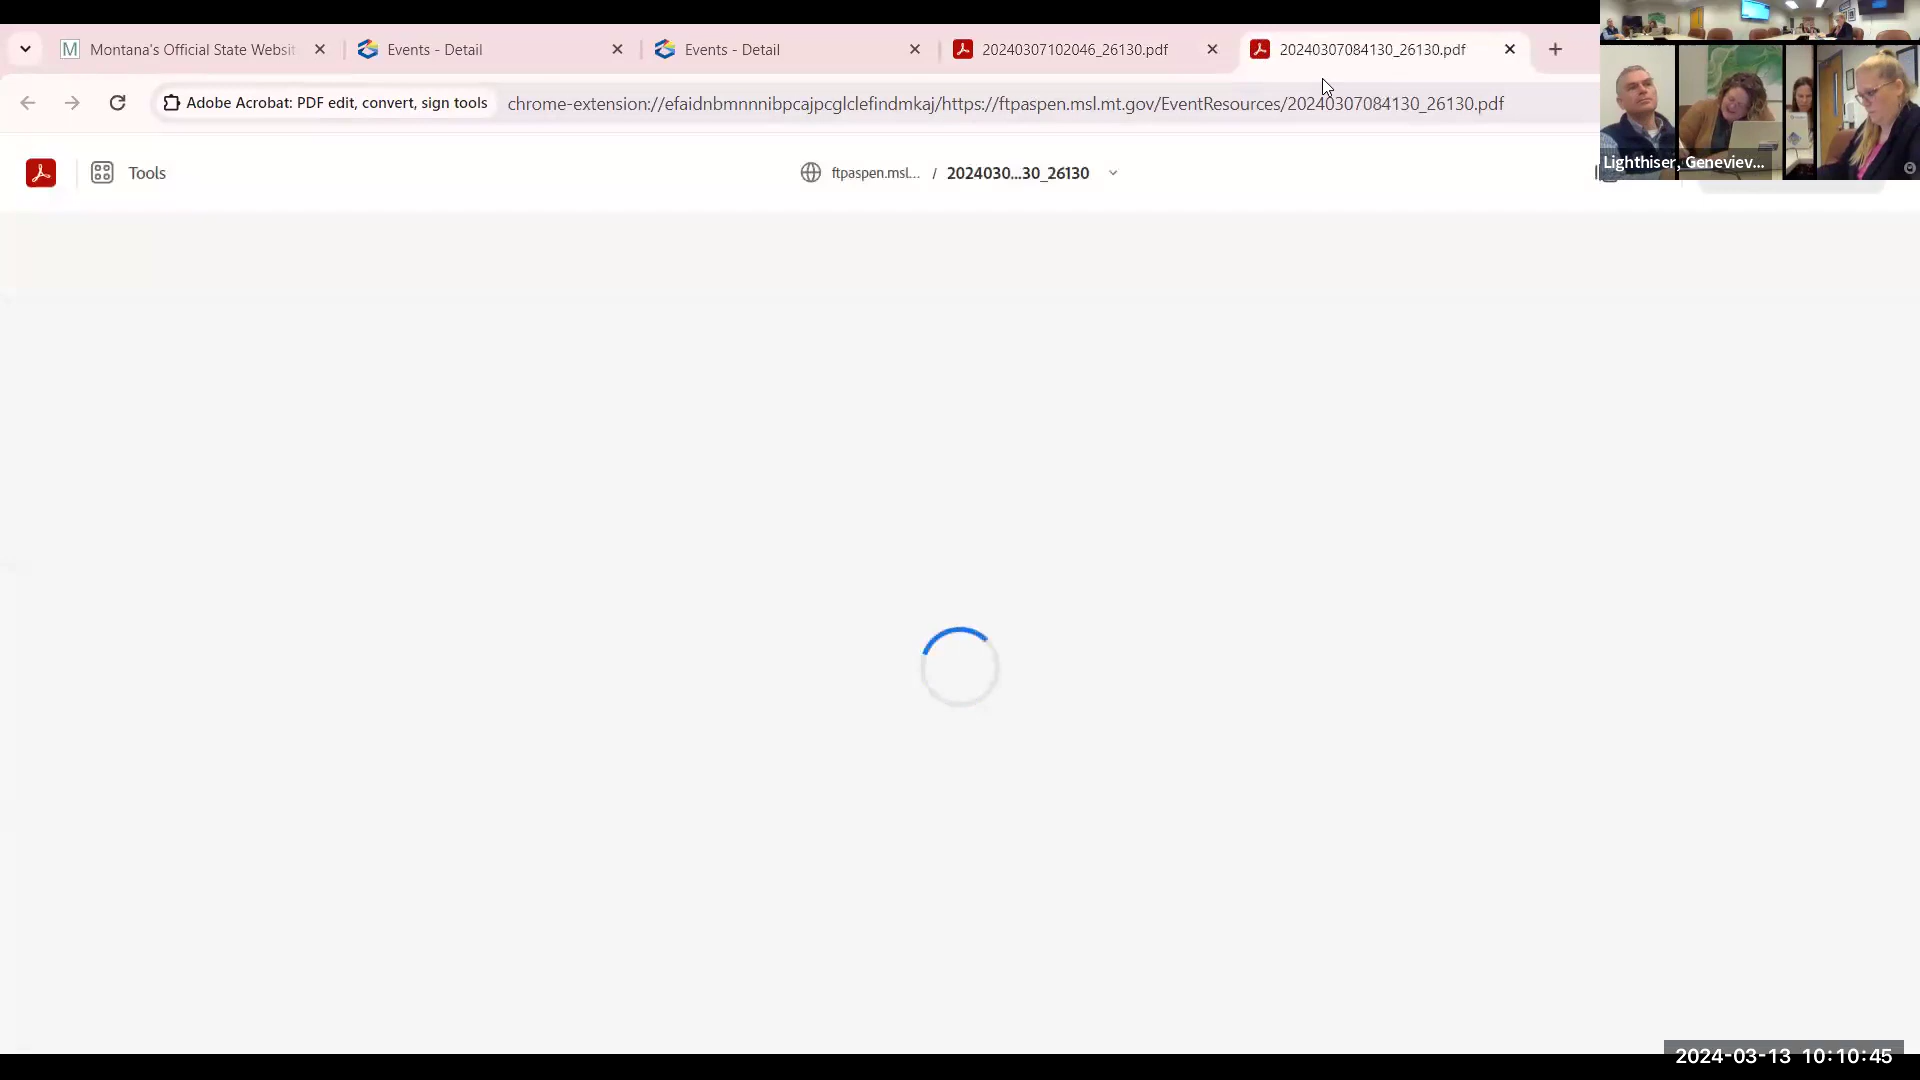 Montana's Official State Websit
Events - Detail
Events - Detail
20240307102046_26130.pdf
20240307084130_26130.pdf
Adobe Acrobat: PDF edit, convert, sign tools
chrome-extension://efaidnbmnnnibpcajpcglclefindmkaj/https://ftpaspen.msl.mt.gov/EventResources/20240307084130_26130.pdf
Lighthiser, Genevieve...
Tools
ftpaspen.msl... / 2024030...30_26130
2024-03-13 10:10:45